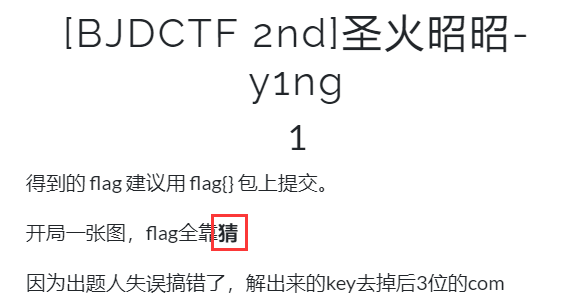 [BJDCTF 2nd]圣火昭昭-
y1ng
1
得到的 flag 建议用 flag{} 包上提交。
开局一张图，flag全靠猜
因为出题人失误搞错了，解出来的key去掉后3位的com